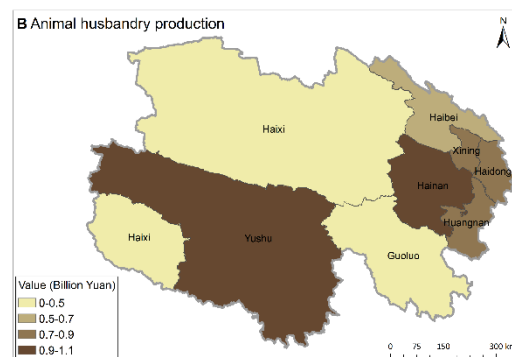 B Animal husbandry production
N
Haixi
Haibei
Xining
Haidong
Hainan
Huangnan
Haixi
Yushu
Guoluo
Value (Billion Yuan)
0-0.5
0.5-0.7
0.7-0.9
0.9-1.1
0 75 150 300 km